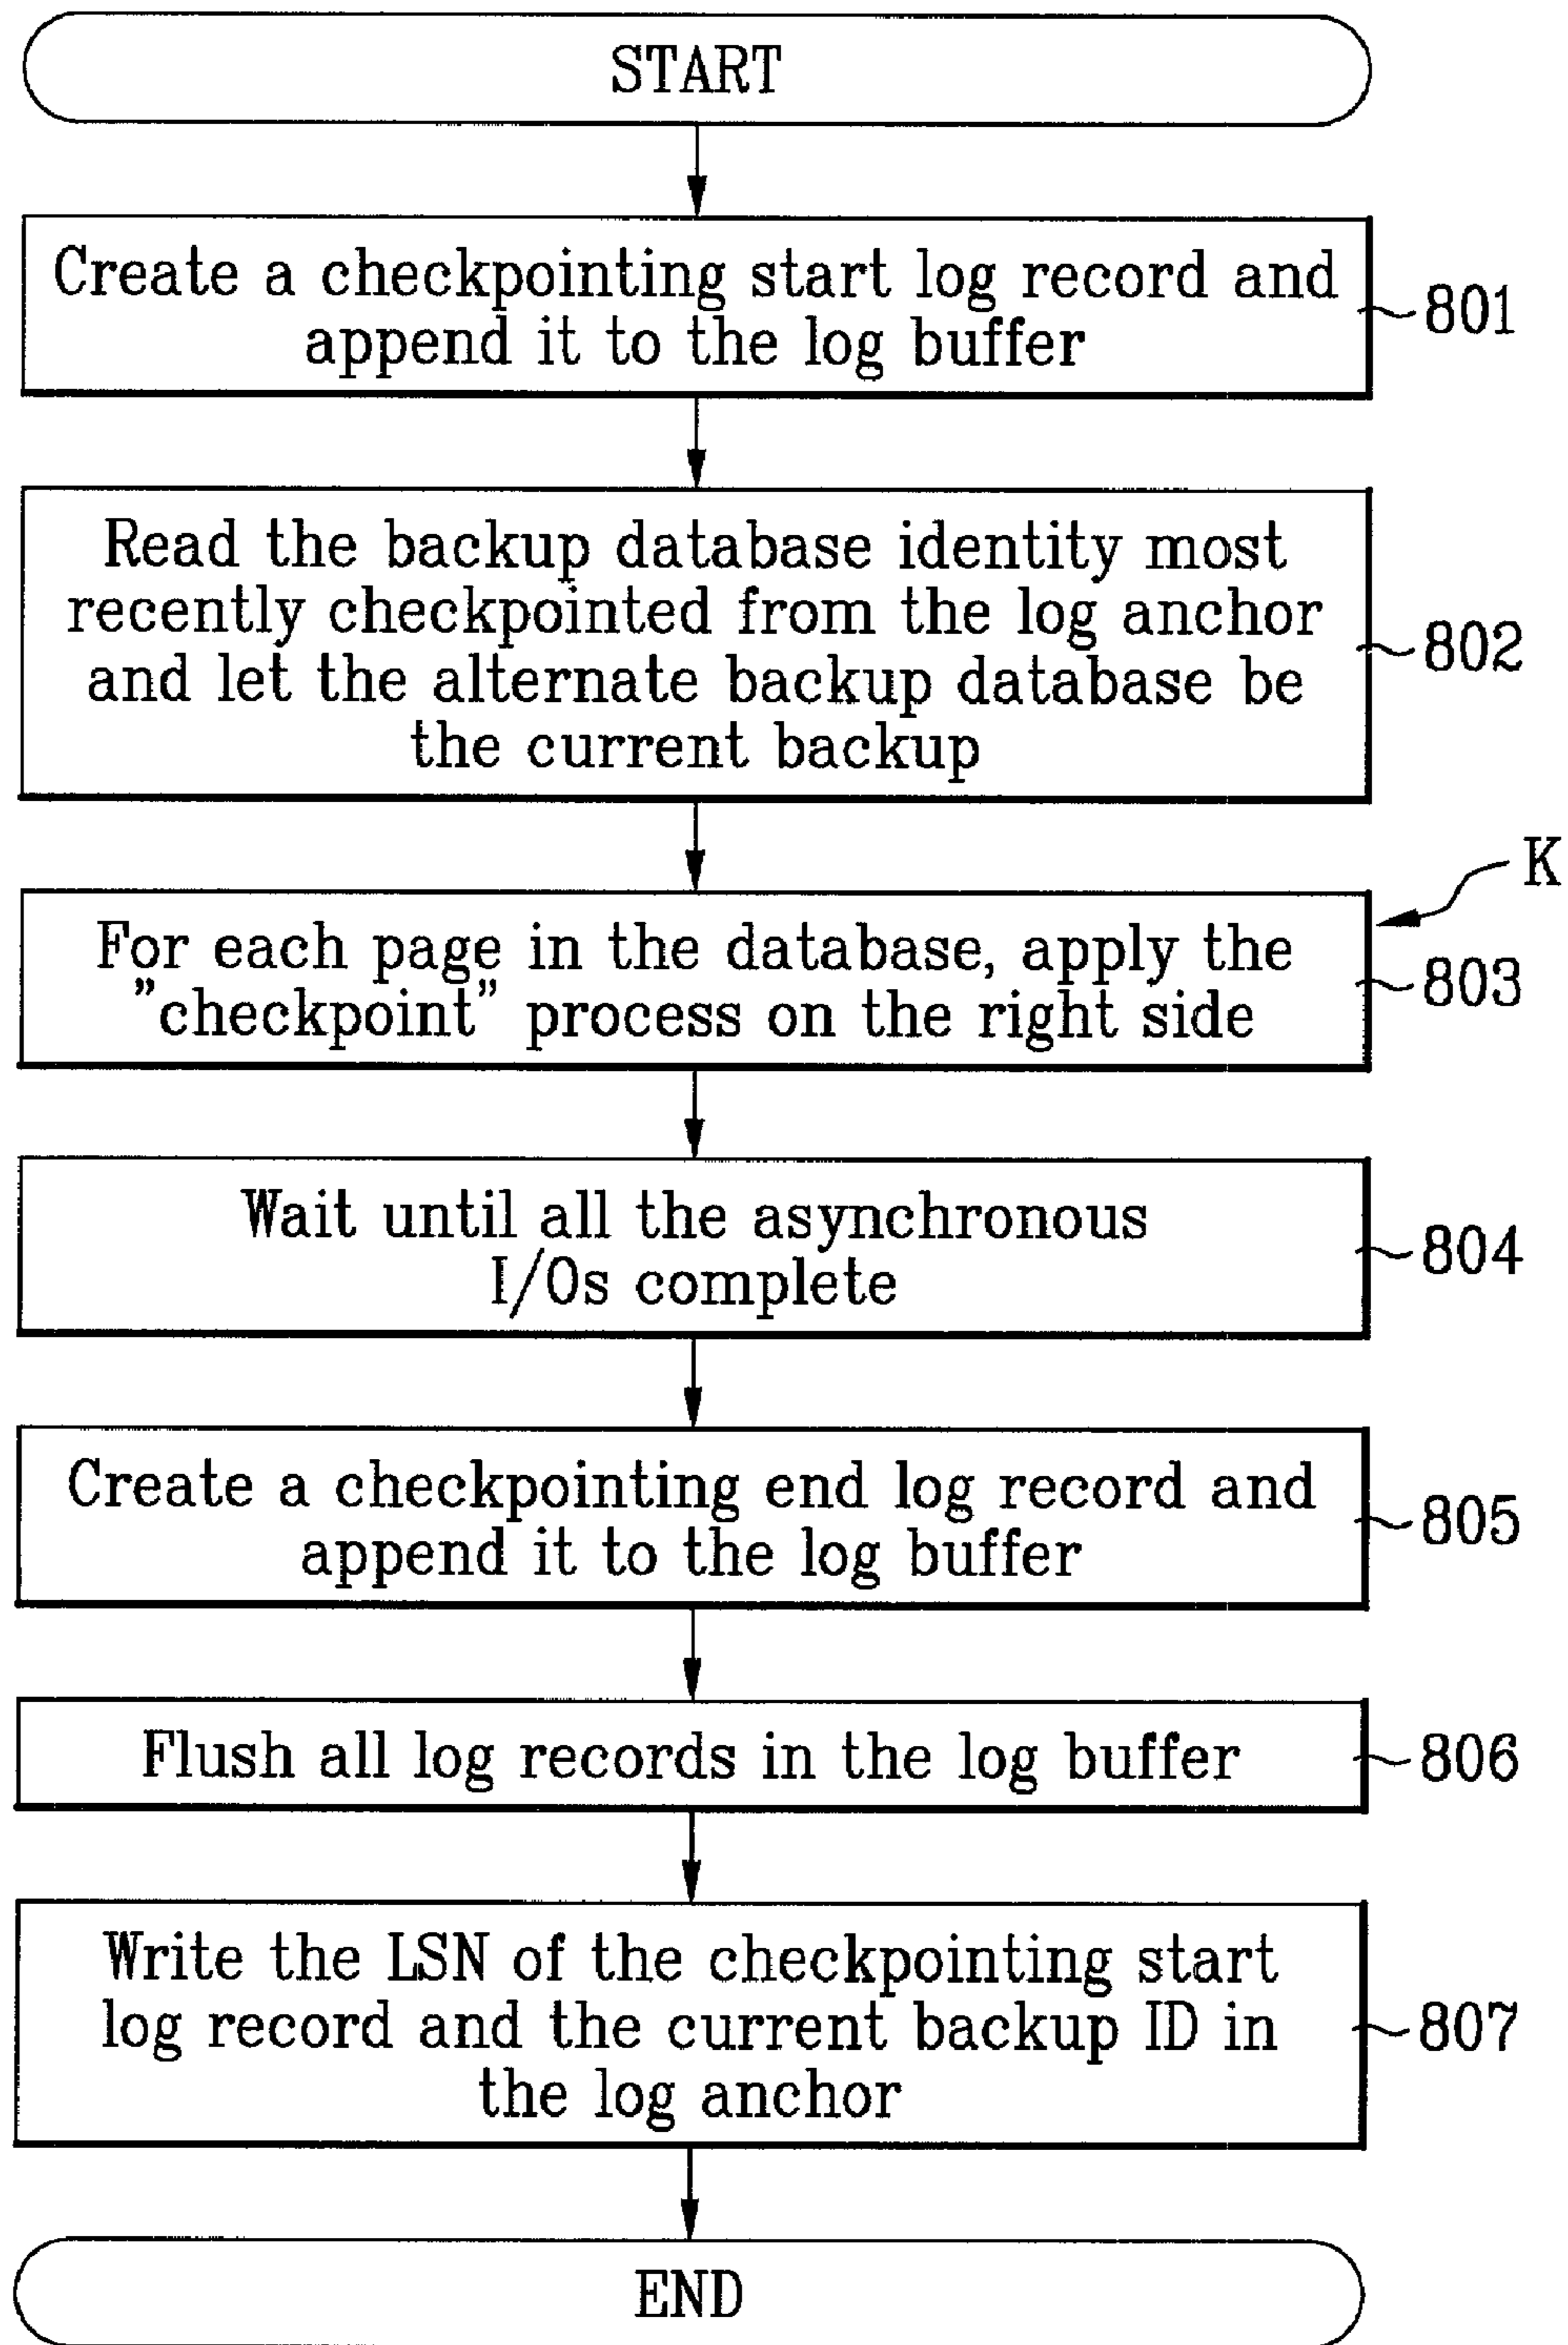 START
Create a checkpointing start log record and
append it to the log buffer
801
Read the backup database identity most
recently checkpointed from the log anchor
and let the alternate backup database be
the current backup
802
K
For each page in the database, apply the
”checkpoint” process on the right side
803
Wait until all the asynchronous
I/Os complete
804
Create a checkpointing end log record and
append it to the log buffer
805
Flush all log records in the log buffer
806
Write the LSN of the checkpointing start
log record and the current backup ID in
the log anchor
807
END